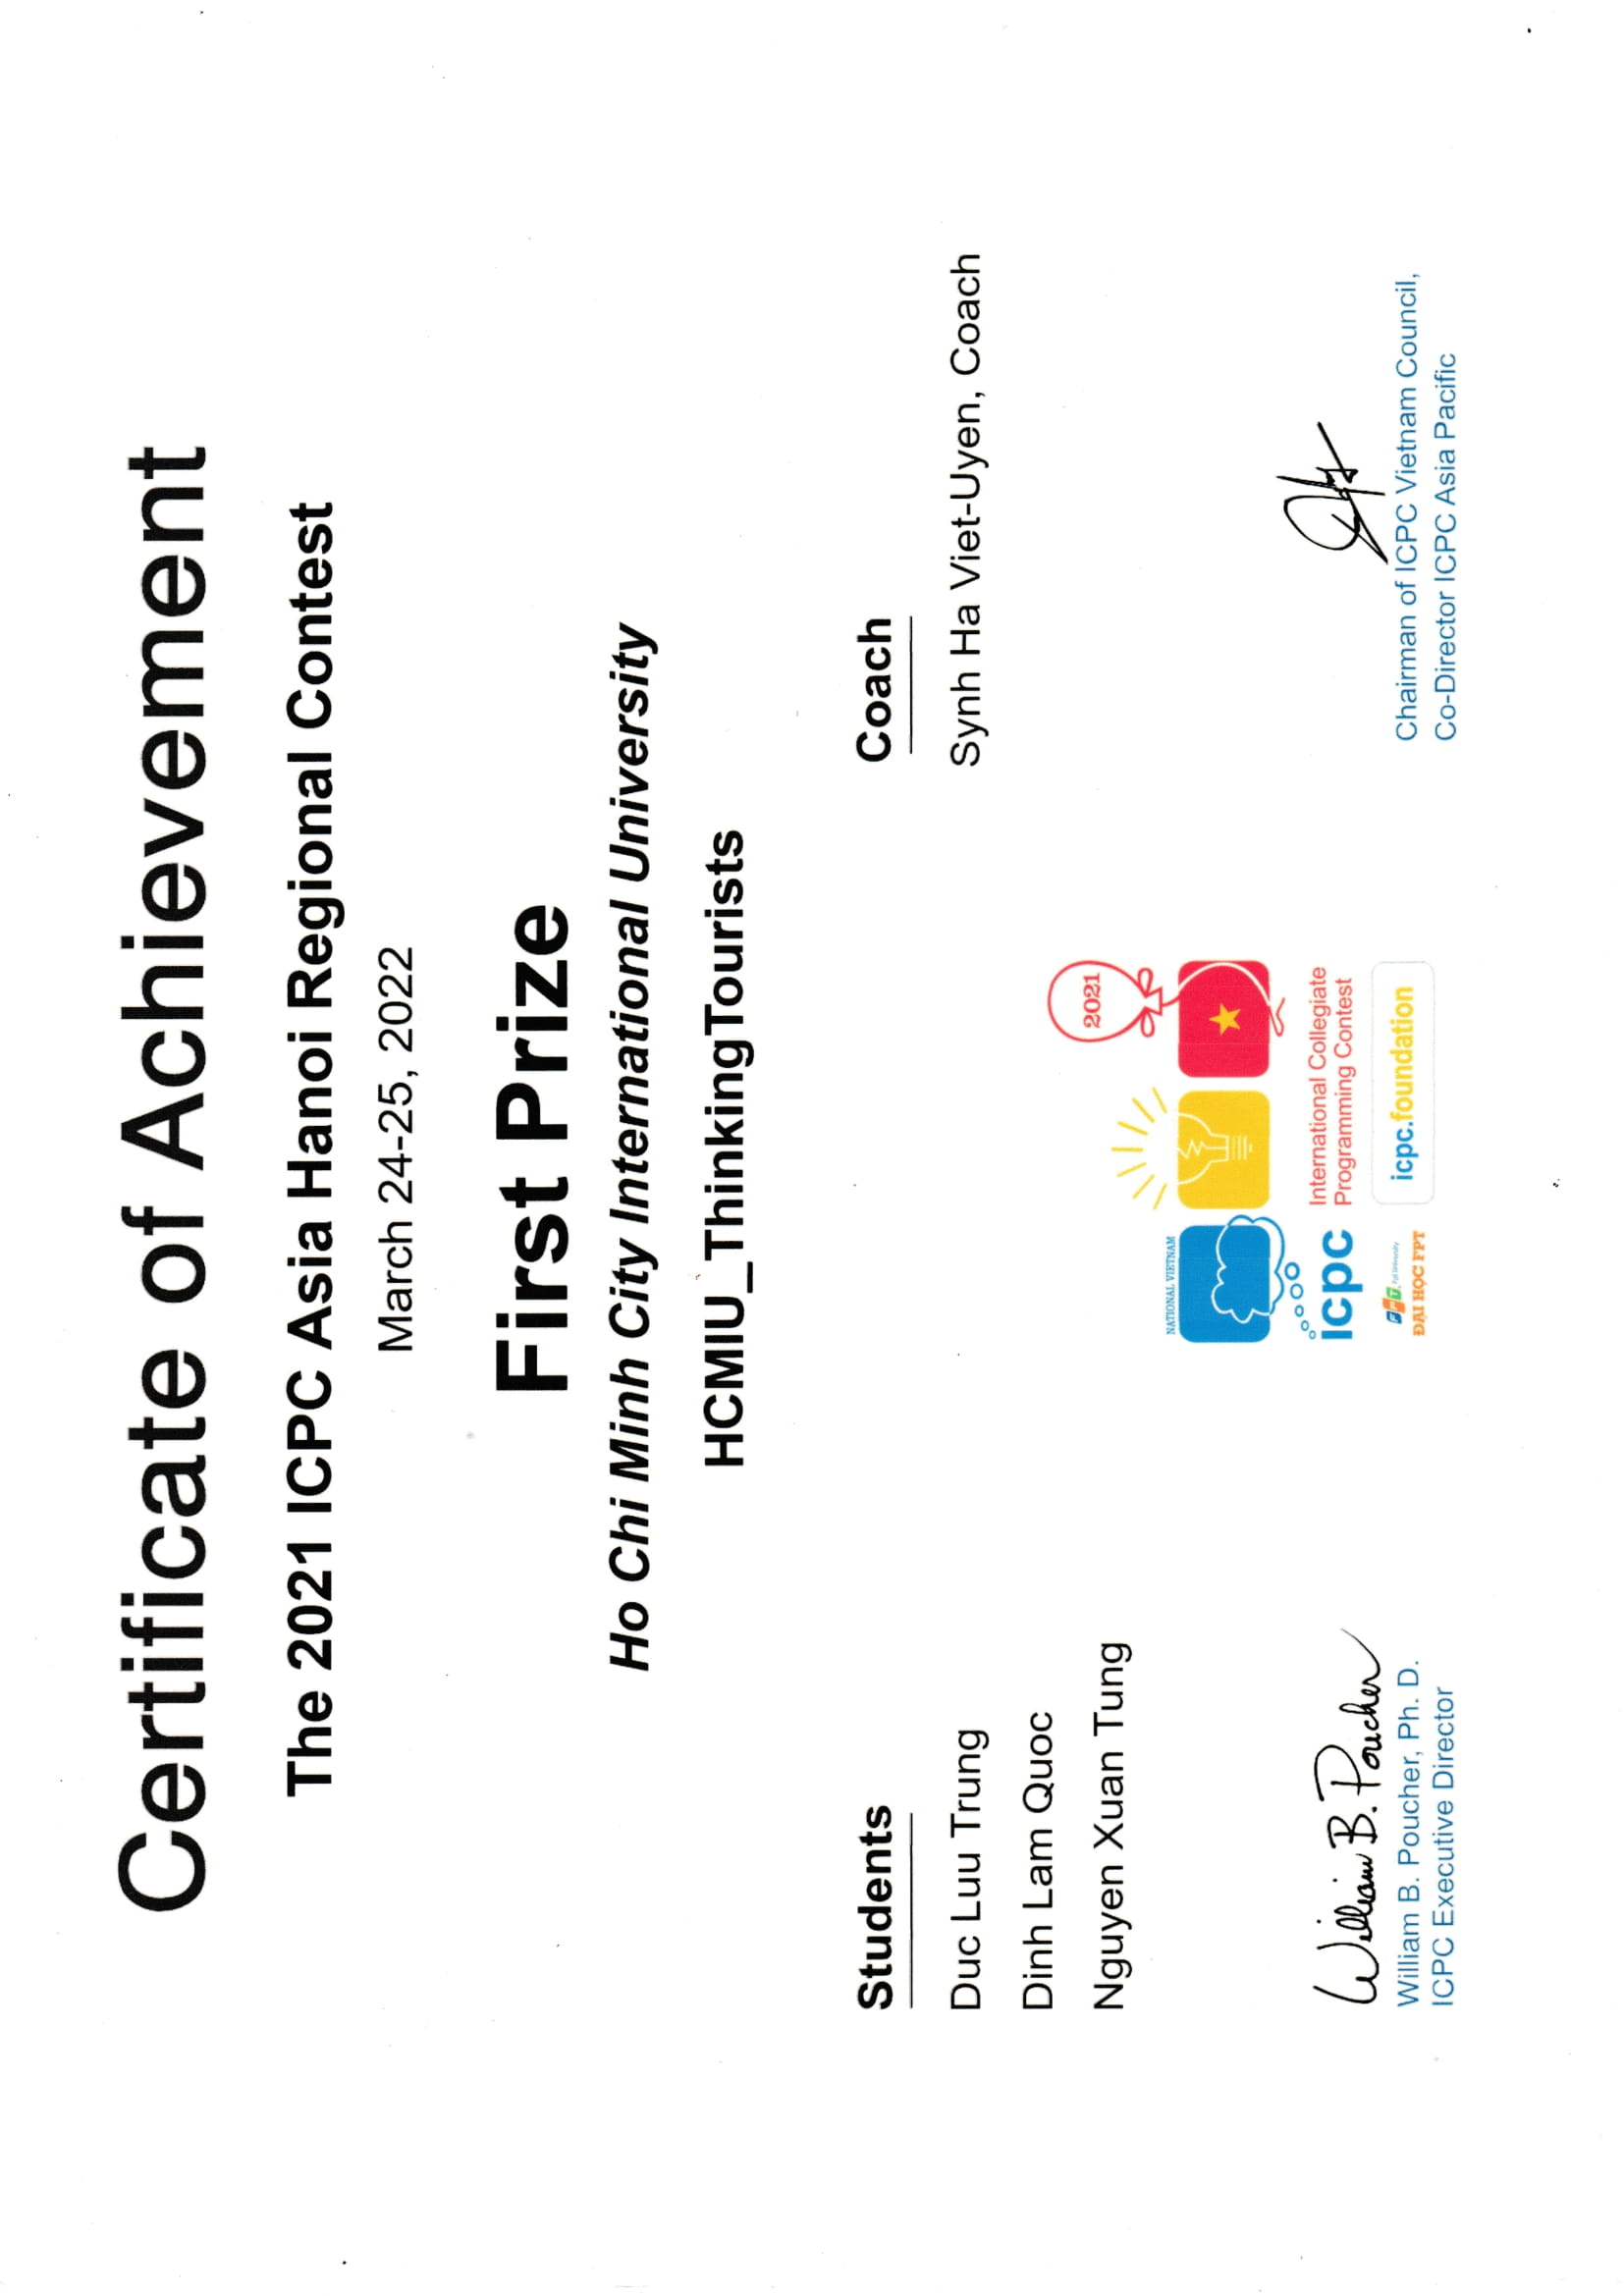 Certificate of Achievement
The 2021 ICPC Asia Hanoi Regional Contest
March 24-25, 2022
First Prize
Ho Chi Minh City International University
HCMIU_ThinkingTourists
Students
Duc Luu Trung
Dinh Lam Quoc
Nguyen Xuan Tung
Coach
Synh Ha Viet-Uyen, Coach
2021
NATIONAL VIETNAM
icpc
International Collegiate
Programming Contest
FPT. Fpt University
ĐẠI HỌC FPT
icpc.foundation
William B. Poucher
William B. Poucher, Ph. D.
ICPC Executive Director
Chairman of ICPC Vietnam Council,
Co-Director ICPC Asia Pacific